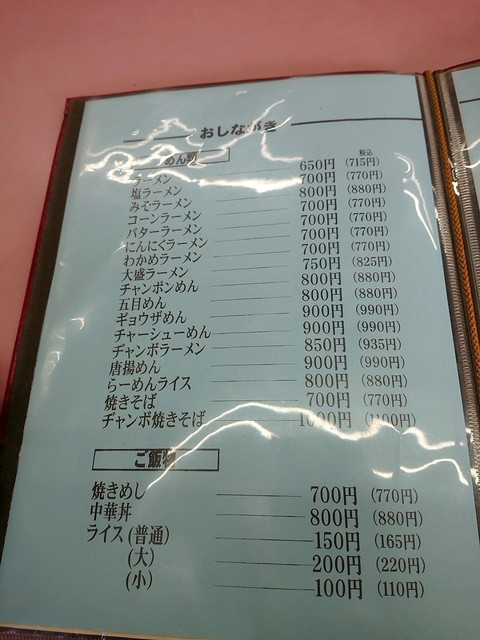 おしながき
めん類
税込
ラーメン 650円 (715円)
塩ラーメン 700円 (770円)
みそラーメン 800円 (880円)
コーンラーメン 700円 (770円)
バターラーメン 700円 (770円)
にんにくラーメン 700円 (770円)
わかめラーメン 700円 (770円)
大盛ラーメン 750円 (825円)
チャンポンめん 800円 (880円)
五目めん 800円 (880円)
ギョウザめん 900円 (990円)
チャーシューめん 900円 (990円)
ヂャンボラーメン 850円 (935円)
唐揚めん 900円 (990円)
らーめんライス 800円 (880円)
焼きそば 700円 (770円)
ヂャンボ焼きそば 1000円 (1100円)
ご飯物
焼きめし 700円 (770円)
中華丼 800円 (880円)
ライス (普通) 150円 (165円)
(大) 200円 (220円)
(小) 100円 (110円)